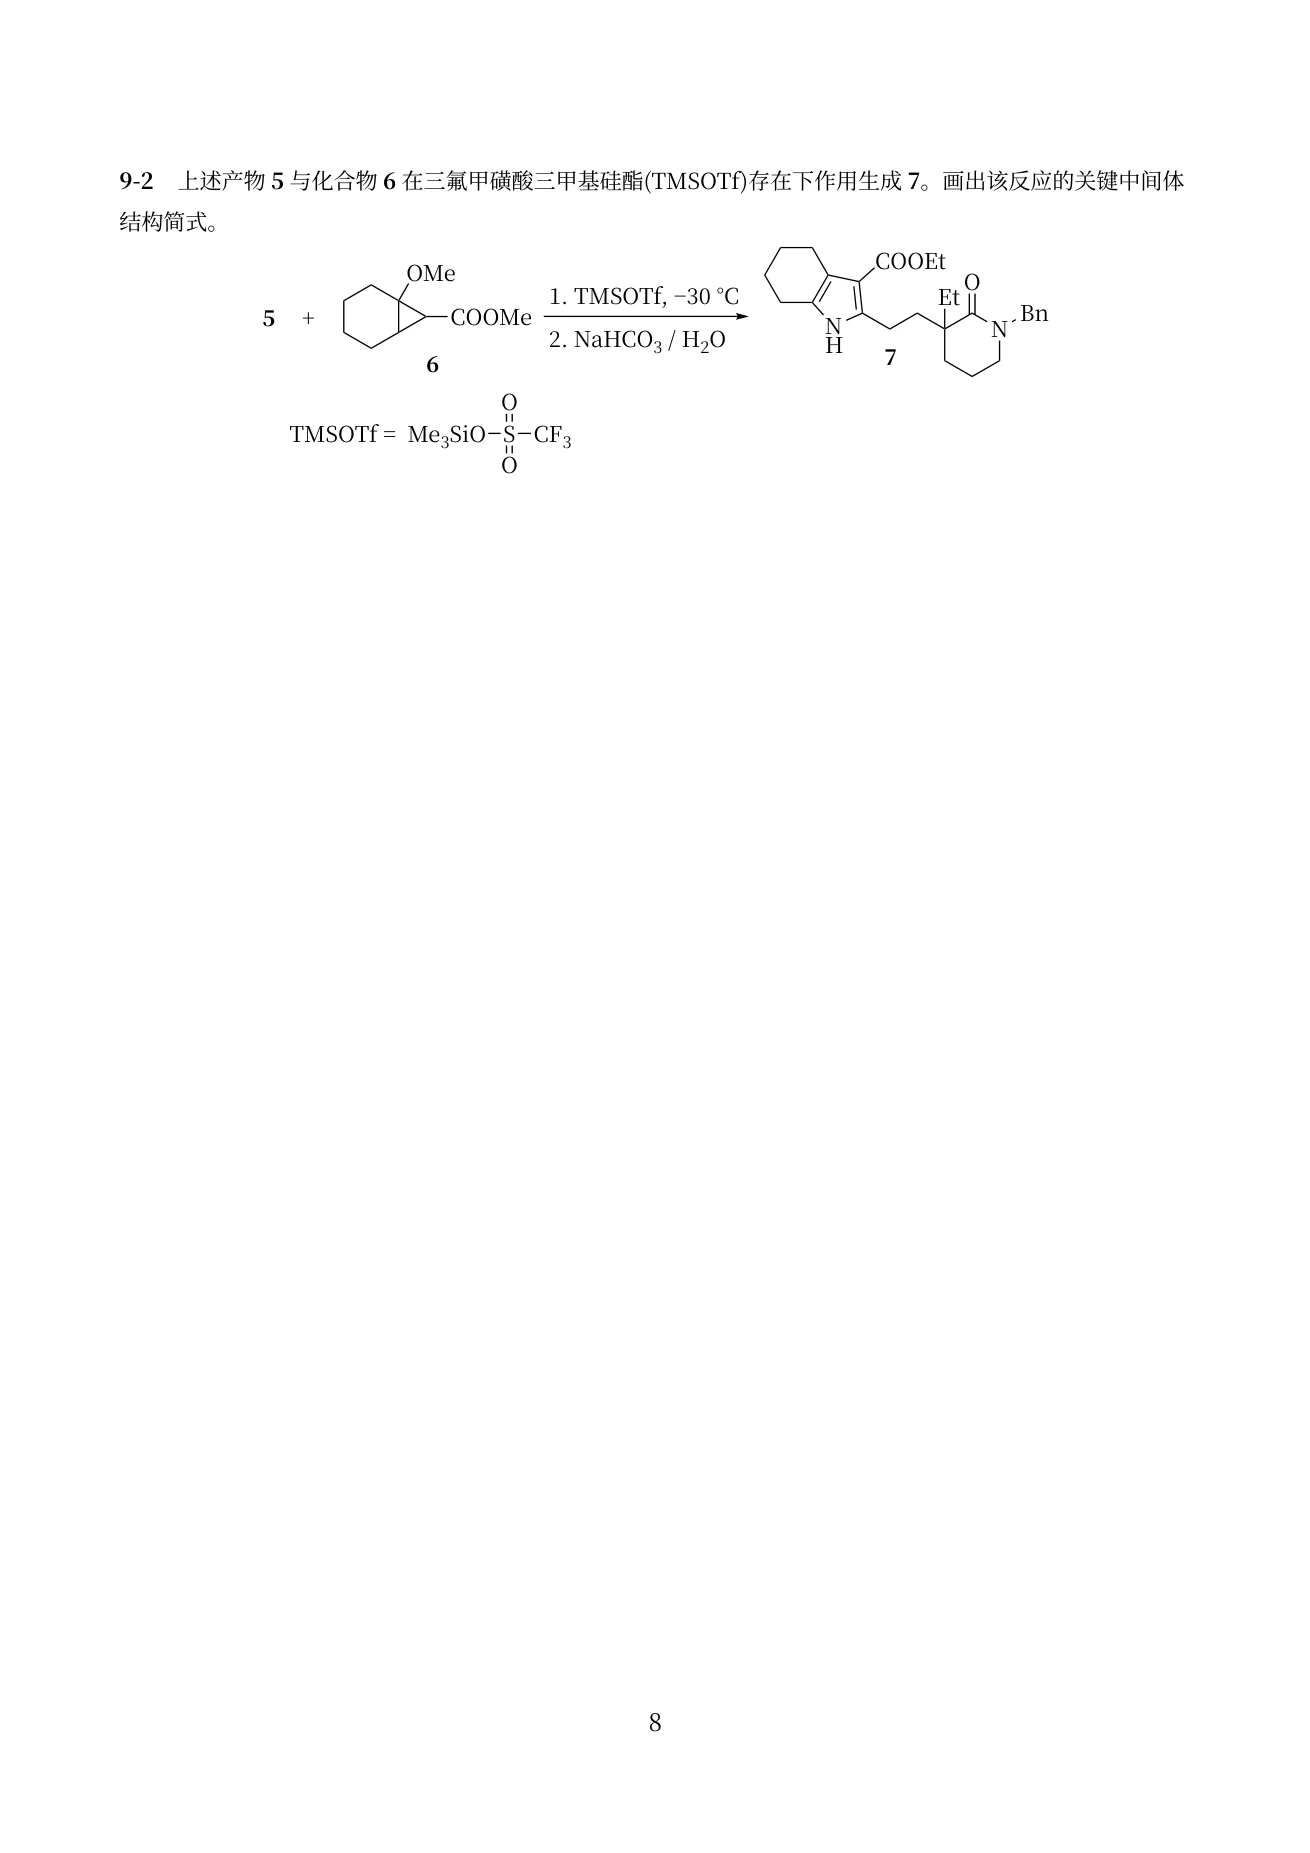 9-2 上述产物 5 与化合物 6 在三氟甲磺酸三甲基硅酯(TMSOTf)存在下作用生成 7。画出该反应的关键中间体
结构简式。
5 + OMe COOMe 6
1. TMSOTf, −30 °C
2. NaHCO3 / H2O
COOEt N H Et O N Bn 7
TMSOTf = Me3SiO–S–CF3
O
O
8